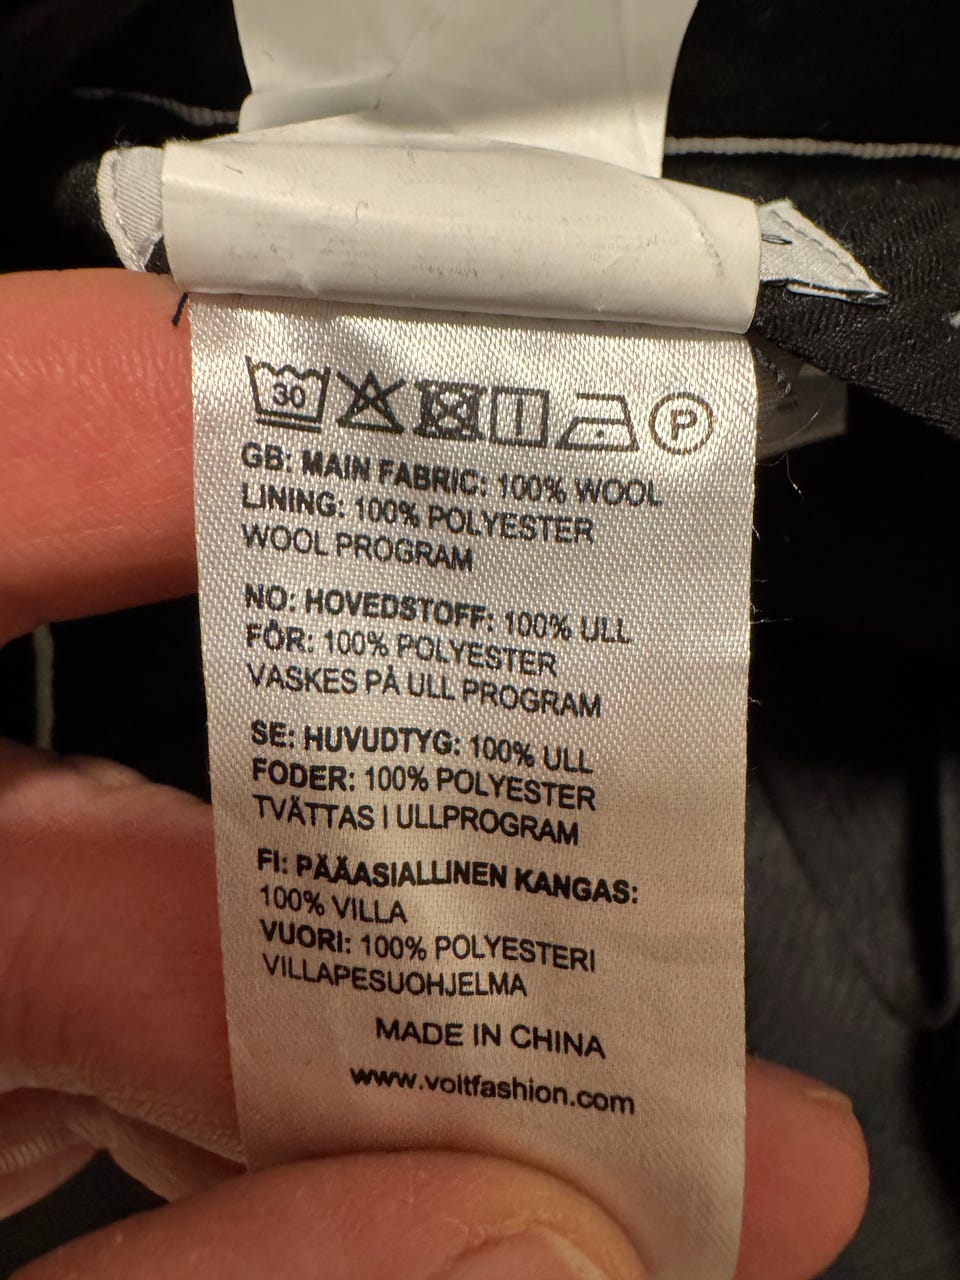 30 P
GB: MAIN FABRIC: 100% WOOL
LINING: 100% POLYESTER
WOOL PROGRAM
NO: HOVEDSTOFF: 100% ULL
FÔR: 100% POLYESTER
VASKES PÅ ULL PROGRAM
SE: HUVUDTYG: 100% ULL
FODER: 100% POLYESTER
TVÄTTAS I ULLPROGRAM
FI: PÄÄASIALLINEN KANGAS:
100% VILLA
VUORI: 100% POLYESTERI
VILLAPESUOHJELMA
MADE IN CHINA
www.voltfashion.com